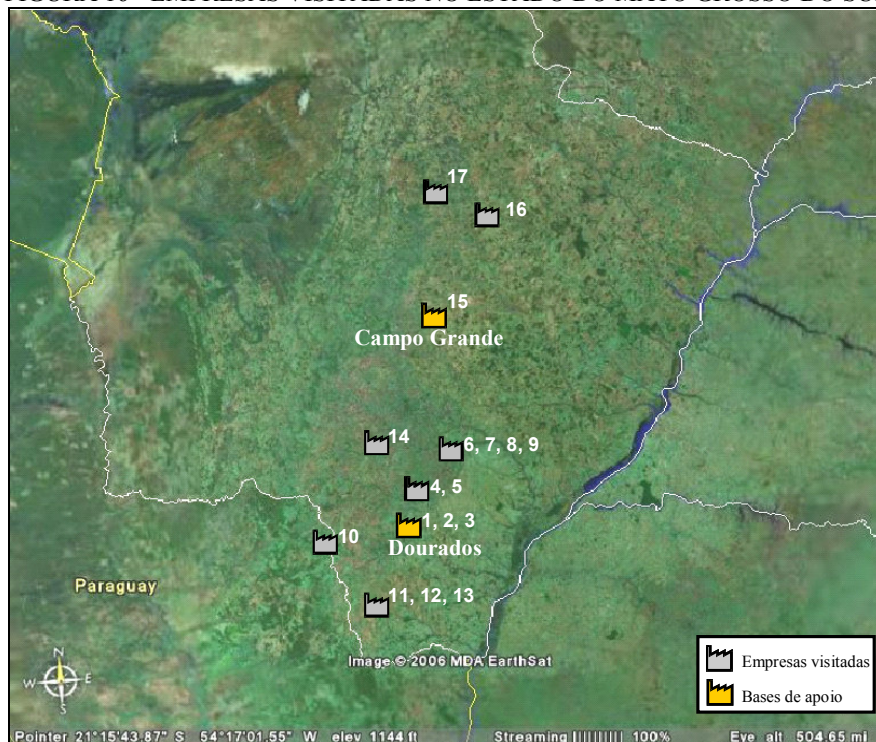 FIGURA 10 - EMPRESAS VISITADAS NO ESTADO DO MATO GROSSO DO SUL
17
16
15
Campo Grande
14
6, 7, 8, 9
4, 5
1, 2, 3
10
Dourados
Paraguay
11, 12, 13
Image © 2006 MDA EarthSat
N
W
E
S
Empresas visitadas
Bases de apoio
Pointer 21°15'43.87" S 54°17'01.55" W elev 1144 ft Streaming |||||||||| 100% Eye alt 504.65 mi